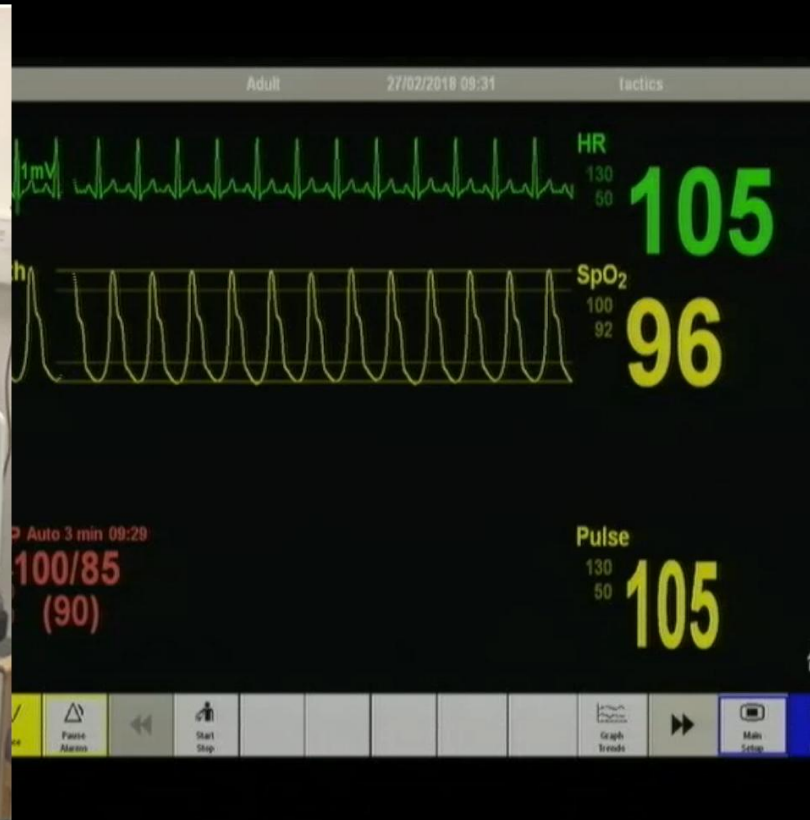 Adult 27/02/2018 09:31 tactics
1mV
HR
130
50
105
SpO2
100
92
96
Auto 3 min 09:29
100/85
(90)
Pulse
130
50
105
Pause
Alarms
Start
Stop
Graph
Trends
Main
Setup